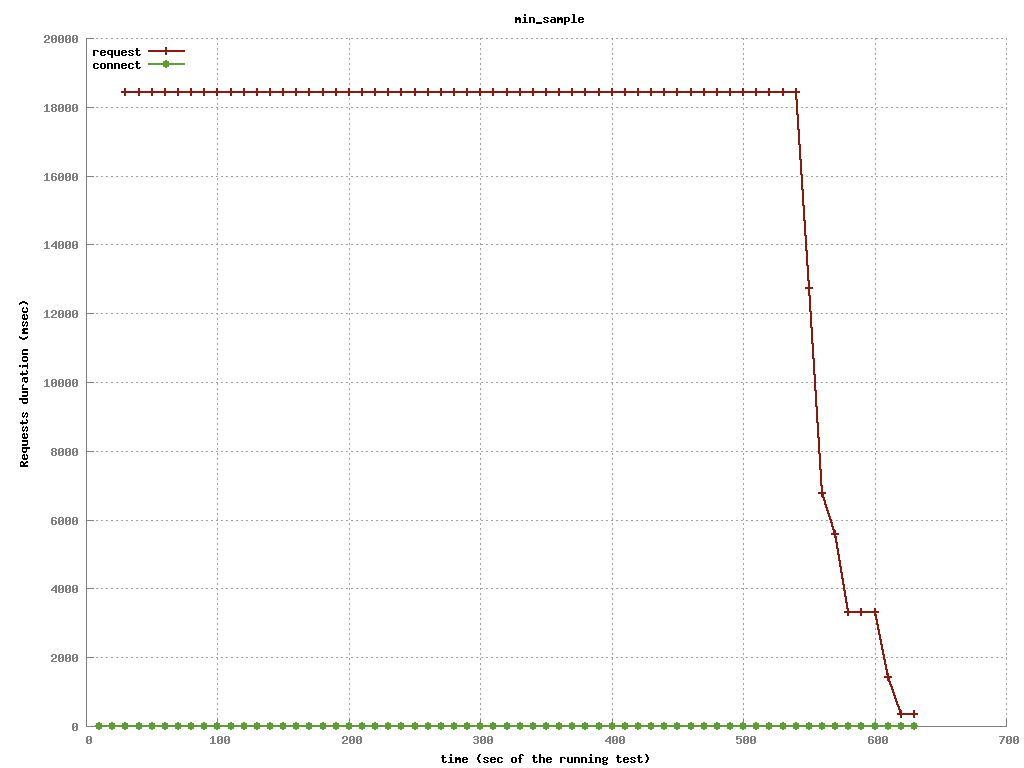 min_sample
20000
request
connect
18000
16000
14000
12000
10000
8000
6000
4000
2000
0
Requests duration (msec)
0 100 200 300 400 500 600 700
time (sec of the running test)